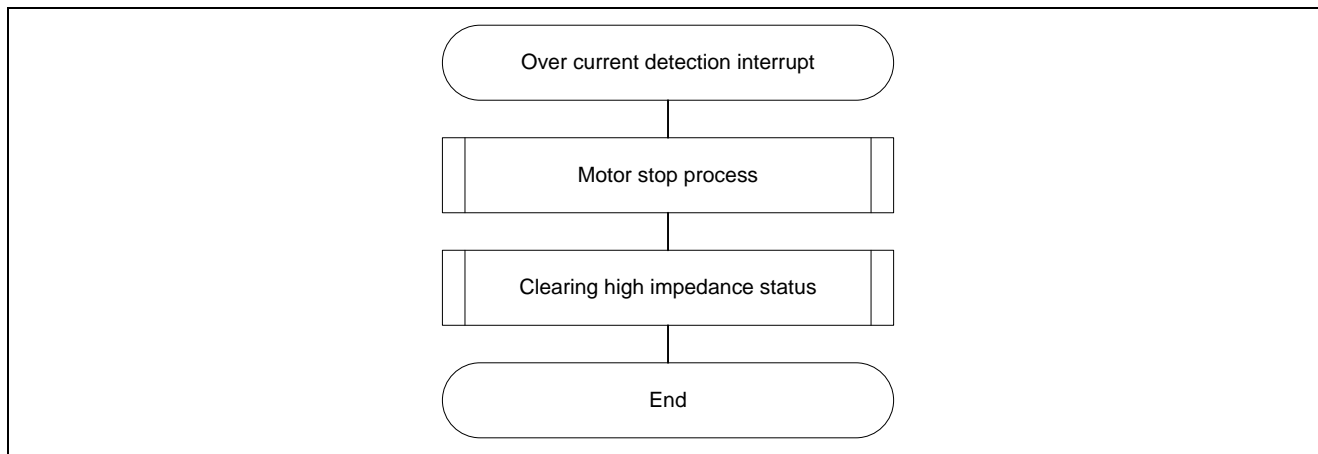 Over current detection interrupt
Motor stop process
Clearing high impedance status
End